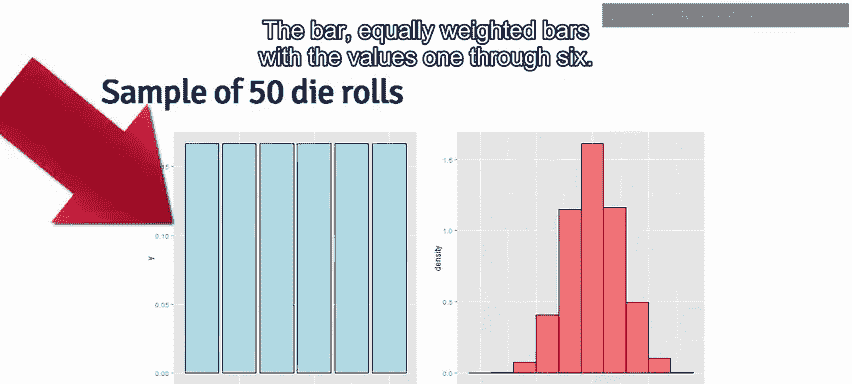 The bar, equally weighted bars
with the values one through six.
Sample of 50 die rolls
0.10
0.05
0.00
y
1.5
1.0
0.5
0.0
density